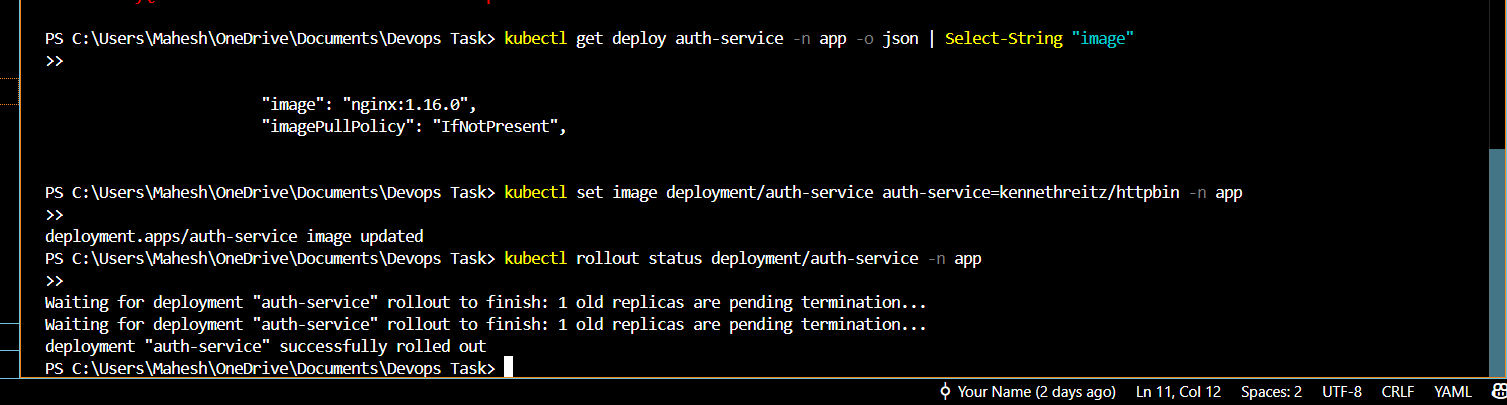 PS C:\Users\Mahesh\OneDrive\Documents\Devops Task> kubectl get deploy auth-service -n app -o json | Select-String "image"
>>
"image": "nginx:1.16.0",
"imagePullPolicy": "IfNotPresent",
PS C:\Users\Mahesh\OneDrive\Documents\Devops Task> kubectl set image deployment/auth-service auth-service=kennethreitz/httpbin -n app
>>
deployment.apps/auth-service image updated
PS C:\Users\Mahesh\OneDrive\Documents\Devops Task> kubectl rollout status deployment/auth-service -n app
>>
Waiting for deployment "auth-service" rollout to finish: 1 old replicas are pending termination...
Waiting for deployment "auth-service" rollout to finish: 1 old replicas are pending termination...
deployment "auth-service" successfully rolled out
PS C:\Users\Mahesh\OneDrive\Documents\Devops Task>
Your Name (2 days ago) Ln 11, Col 12 Spaces: 2 UTF-8 CRLF YAML